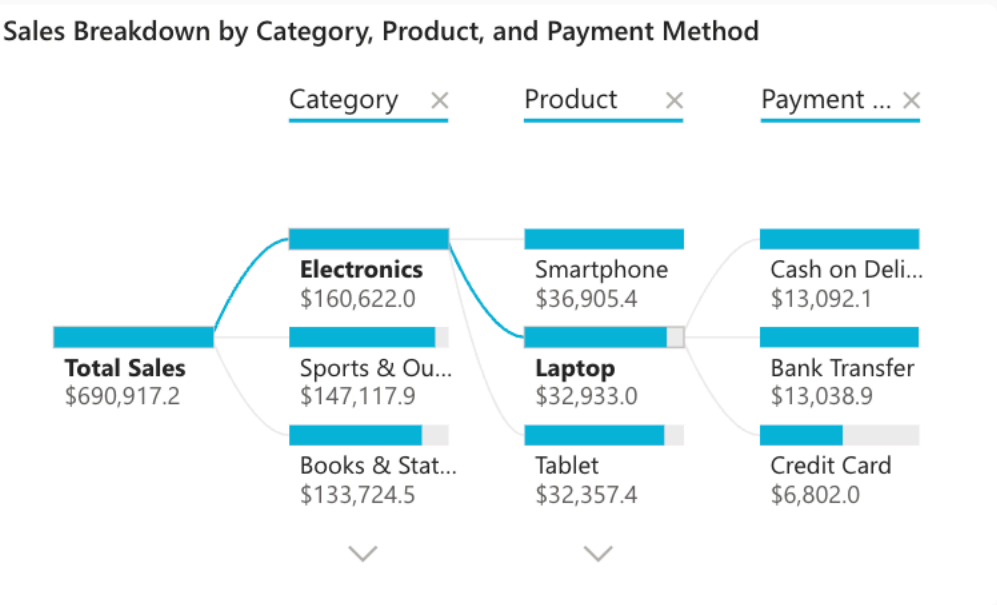 Sales Breakdown by Category, Product, and Payment Method
Category ×
Product ×
Payment ... ×
Total Sales
$690,917.2
Electronics
$160,622.0
Sports & Ou...
$147,117.9
Books & Stat...
$133,724.5
Smartphone
$36,905.4
Laptop
$32,933.0
Tablet
$32,357.4
Cash on Deli...
$13,092.1
Bank Transfer
$13,038.9
Credit Card
$6,802.0